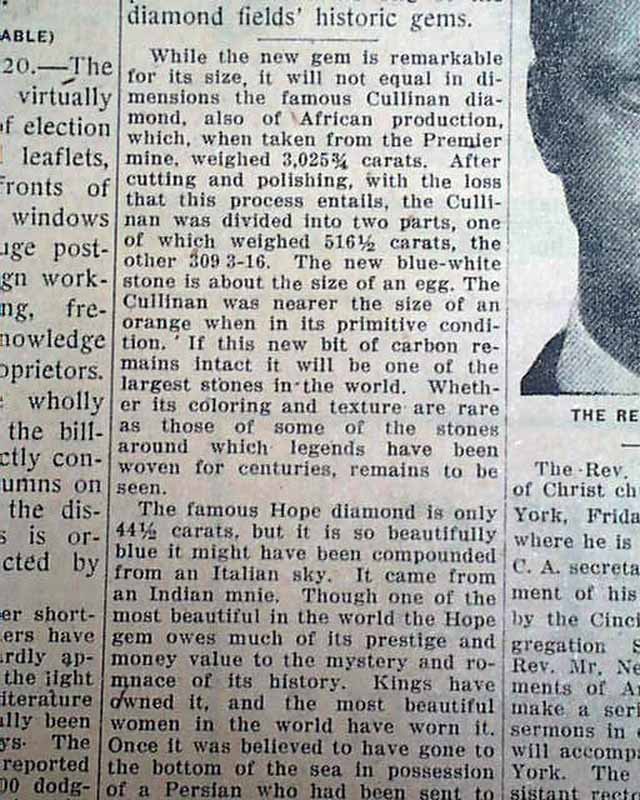 diamond fields' historic gems.
While the new gem is remarkable
for its size, it will not equal in di-
mensions the famous Cullinan dia-
mond, also of African production,
which, when taken from the Premier
mine, weighed 3,025¾ carats. After
cutting and polishing, with the loss
that this process entails, the Culli-
nan was divided into two parts, one
of which weighed 516½ carats, the
other 309 3-16. The new blue-white
stone is about the size of an egg. The
Cullinan was nearer the size of an
orange when in its primitive condi-
tion. If this new bit of carbon re-
mains intact it will be one of the
largest stones in the world. Wheth-
er its coloring and texture are rare
as those of some of the stones
around which legends have been
woven for centuries, remains to be
seen.
The famous Hope diamond is only
44½ carats, but it is so beautifully
blue it might have been compounded
from an Italian sky. It came from
an Indian mnie. Though one of the
most beautiful in the world the Hope
gem owes much of its prestige and
money value to the mystery and ro-
mnace of its history. Kings have
owned it, and the most beautiful
women in the world have worn it.
Once it was believed to have gone to
the bottom of the sea in possession
of a Persian who had been sent to
ABLE)
20.—The
virtually
of election
leaflets,
fronts of
windows
uge post-
gn work-
ng, fre-
nowledge
oprietors.
wholly
the bill-
ctly con-
umns on
the dis-
s is or-
cted by
er short-
ers have
ardly ap-
the light
literature
ally been
ys. The
reported
00 dodg-
THE RE
The Rev.
of Christ ch
York, Frida
where he is
C. A. secreta
ment of his
by the Cinci
gregation S
Rev. Mr. Ne
ments of A
make a seri
sermons in
will accomp
York. The
sistant recto